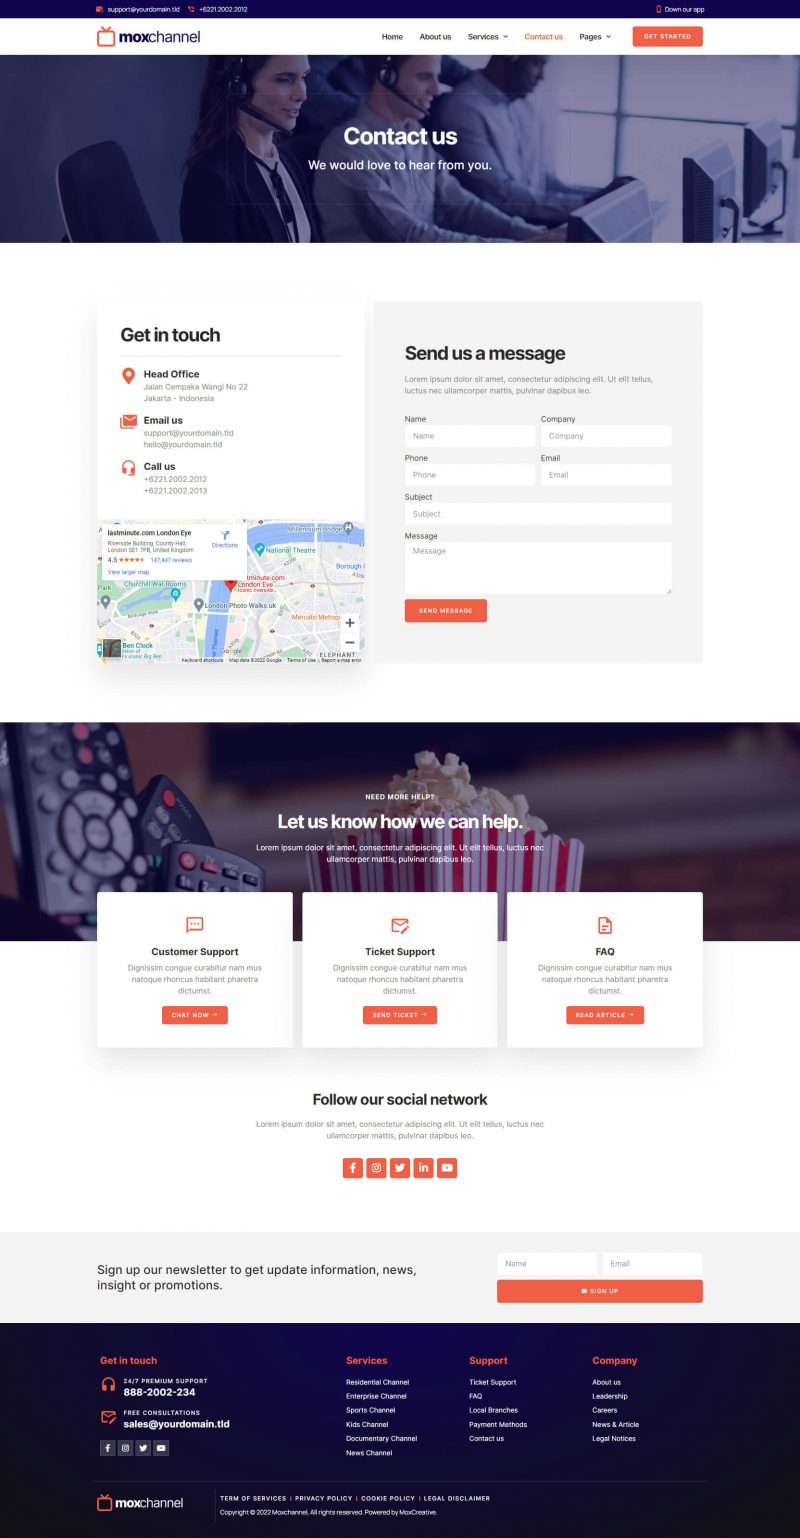 support@yourdomain.tld +6221.2002.2012 Down our app
moxchannel Home About us Services Contact us Pages GET STARTED
Contact us
We would love to hear from you.
Get in touch
Head Office
Jalan Cempaka Wangi No 22
Jakarta - Indonesia
Email us
support@yourdomain.tld
hello@yourdomain.tld
Call us
+6221.2002.2012
+6221.2002.2013
lastminute.com London Eye
Riverside Building, County Hall,
London SE1 7PB, United Kingdom
4.5 147,447 reviews
View larger map
Directions
Millennium Bridge
National Theatre
Borough
Churchill War Rooms
London Eye
London Photo Walks.uk
Mercato Metrop
Park
Ben Clock
ELEPHANT
Google
Keyboard shortcuts Map data ©2022 Google Terms of Use Report a map error
Send us a message
Lorem ipsum dolor sit amet, consectetur adipiscing elit. Ut elit tellus,
luctus nec ullamcorper mattis, pulvinar dapibus leo.
Name Company
Name Company
Phone Email
Phone Email
Subject
Subject
Message
Message
SEND MESSAGE
NEED MORE HELP?
Let us know how we can help.
Lorem ipsum dolor sit amet, consectetur adipiscing elit. Ut elit tellus, luctus nec
ullamcorper mattis, pulvinar dapibus leo.
Customer Support
Dignissim congue curabitur nam mus
natoque rhoncus habitant pharetra
dictumst.
CHAT NOW →
Ticket Support
Dignissim congue curabitur nam mus
natoque rhoncus habitant pharetra
dictumst.
SEND TICKET →
FAQ
Dignissim congue curabitur nam mus
natoque rhoncus habitant pharetra
dictumst.
READ ARTICLE →
Follow our social network
Lorem ipsum dolor sit amet, consectetur adipiscing elit. Ut elit tellus, luctus nec
ullamcorper mattis, pulvinar dapibus leo.
Sign up our newsletter to get update information, news,
insight or promotions.
Name Email
SIGN UP
Get in touch
24/7 PREMIUM SUPPORT
888-2002-234
FREE CONSULTATIONS
sales@yourdomain.tld
Services
Residential Channel
Enterprise Channel
Sports Channel
Kids Channel
Documentary Channel
News Channel
Support
Ticket Support
FAQ
Local Branches
Payment Methods
Contact us
Company
About us
Leadership
Careers
News & Article
Legal Notices
moxchannel
TERM OF SERVICES | PRIVACY POLICY | COOKIE POLICY | LEGAL DISCLAIMER
Copyright © 2022 Moxchannel, All rights reserved. Powered by MoxCreative.